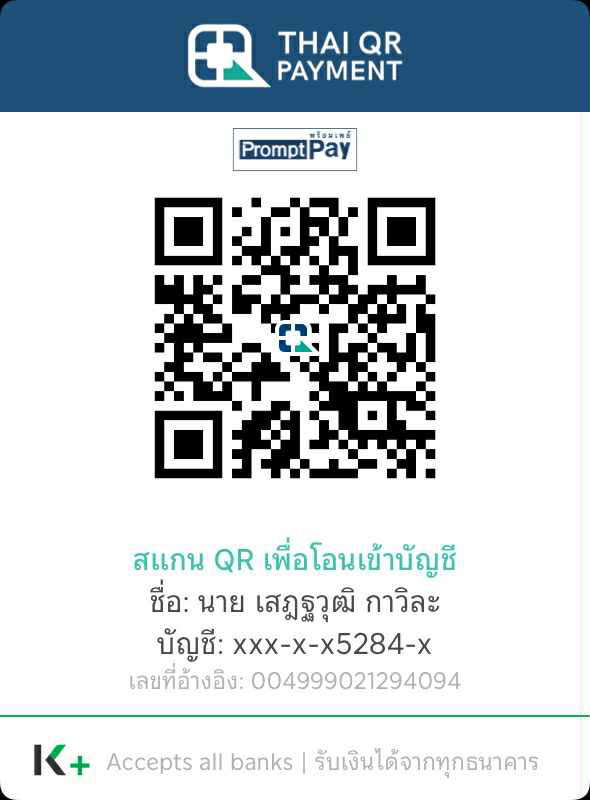 THAI QR
PAYMENT
พร้อมเพย์
PromptPay
สแกน QR เพื่อโอนเข้าบัญชี
ชื่อ: นาย เสฎฐวุฒิ กาวิละ
บัญชี: xxx-x-x5284-x
เลขที่อ้างอิง: 004999021294094
K+ Accepts all banks | รับเงินได้จากทุกธนาคาร